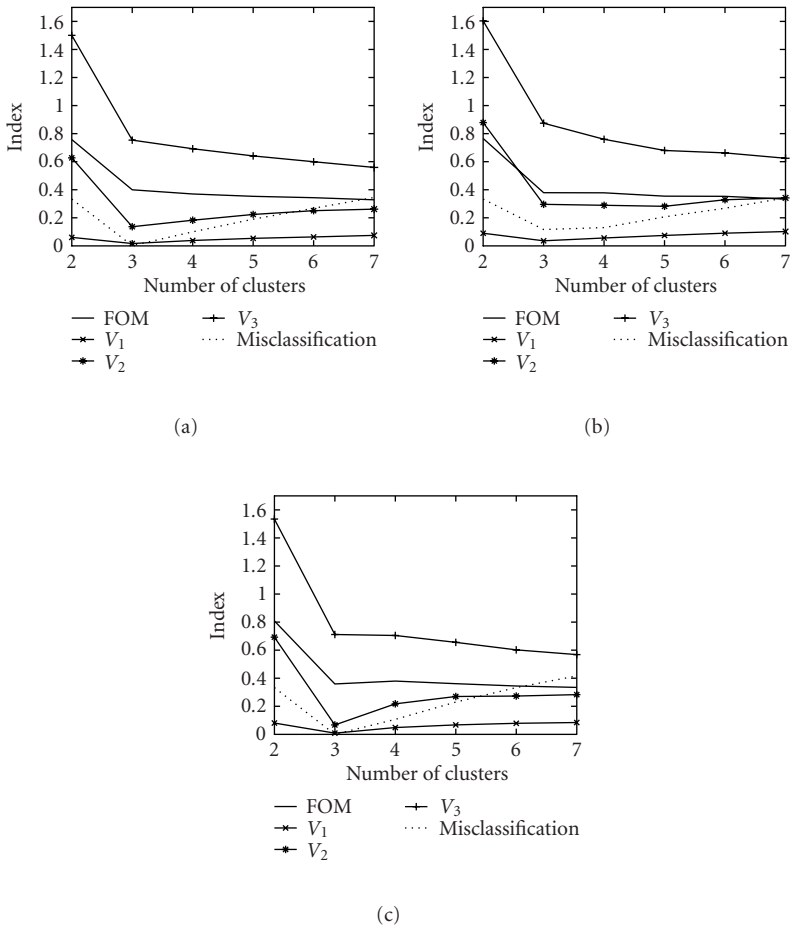 1.6
1.4
1.2
1
0.8
0.6
0.4
0.2
0
Index
2 3 4 5 6 7
Number of clusters
FOM
V1
V2
V3
Misclassification
(a)
1.6
1.4
1.2
1
0.8
0.6
0.4
0.2
0
Index
2 3 4 5 6 7
Number of clusters
FOM
V1
V2
V3
Misclassification
(b)
1.6
1.4
1.2
1
0.8
0.6
0.4
0.2
0
Index
2 3 4 5 6 7
Number of clusters
FOM
V1
V2
V3
Misclassification
(c)